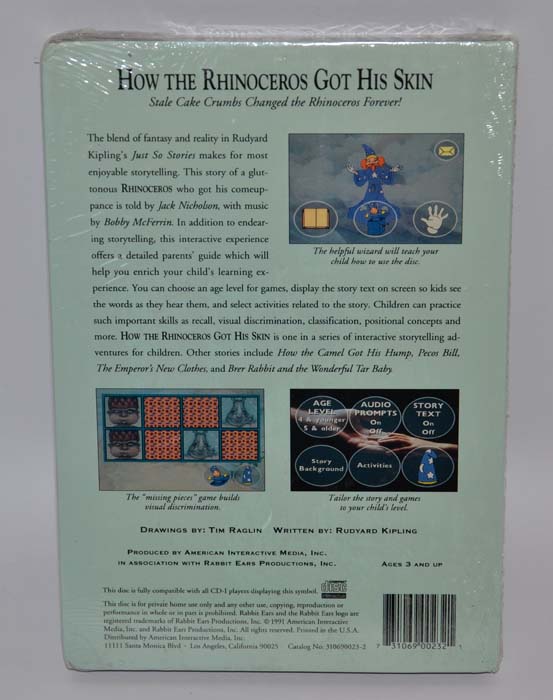 HOW THE RHINOCEROS GOT HIS SKIN
Stale Cake Crumbs Changed the Rhinoceros Forever!
The blend of fantasy and reality in Rudyard
Kipling's Just So Stories makes for most
enjoyable storytelling. This story of a glut-
tonous RHINOCEROS who got his comeup-
pance is told by Jack Nicholson, with music
by Bobby McFerrin. In addition to endear-
ing storytelling, this interactive experience
offers a detailed parents' guide which will
help you enrich your child's learning ex-
perience. You can choose an age level for games, display the story text on screen so kids see
the words as they hear them, and select activities related to the story. Children can practice
such important skills as recall, visual discrimination, classification, positional concepts and
more. HOW THE RHINOCEROS GOT HIS SKIN is one in a series of interactive storytelling ad-
ventures for children. Other stories include How the Camel Got His Hump, Pecos Bill,
The Emperor's New Clothes, and Brer Rabbit and the Wonderful Tar Baby.
The helpful wizard will teach your
child how to use the disc.
AGE
LEVEL
4 & younger
5 & older
AUDIO
PROMPTS
On
Off
STORY
TEXT
On
Off
Story
Background
Activities
The "missing pieces" game builds
visual discrimination.
Tailor the story and games
to your child's level.
DRAWINGS BY: TIM RAGLIN WRITTEN BY: RUDYARD KIPLING
PRODUCED BY AMERICAN INTERACTIVE MEDIA, INC.
IN ASSOCIATION WITH RABBIT EARS PRODUCTIONS, INC.
AGES 3 AND UP
This disc is fully compatible with all CD-I players displaying this symbol.
This disc is for private home use only and any other use, copying, reproduction or
performance in whole or in part is prohibited. Rabbit Ears and the Rabbit Ears logo are
registered trademarks of Rabbit Ears Productions, Inc. © 1991 American Interactive
Media, Inc. and Rabbit Ears Productions, Inc. All rights reserved. Printed in the U.S.A.
Distributed by American Interactive Media, Inc.
11111 Santa Monica Blvd · Los Angeles, California 90025 Catalog No. 310690023-2
7 31069 00232 1